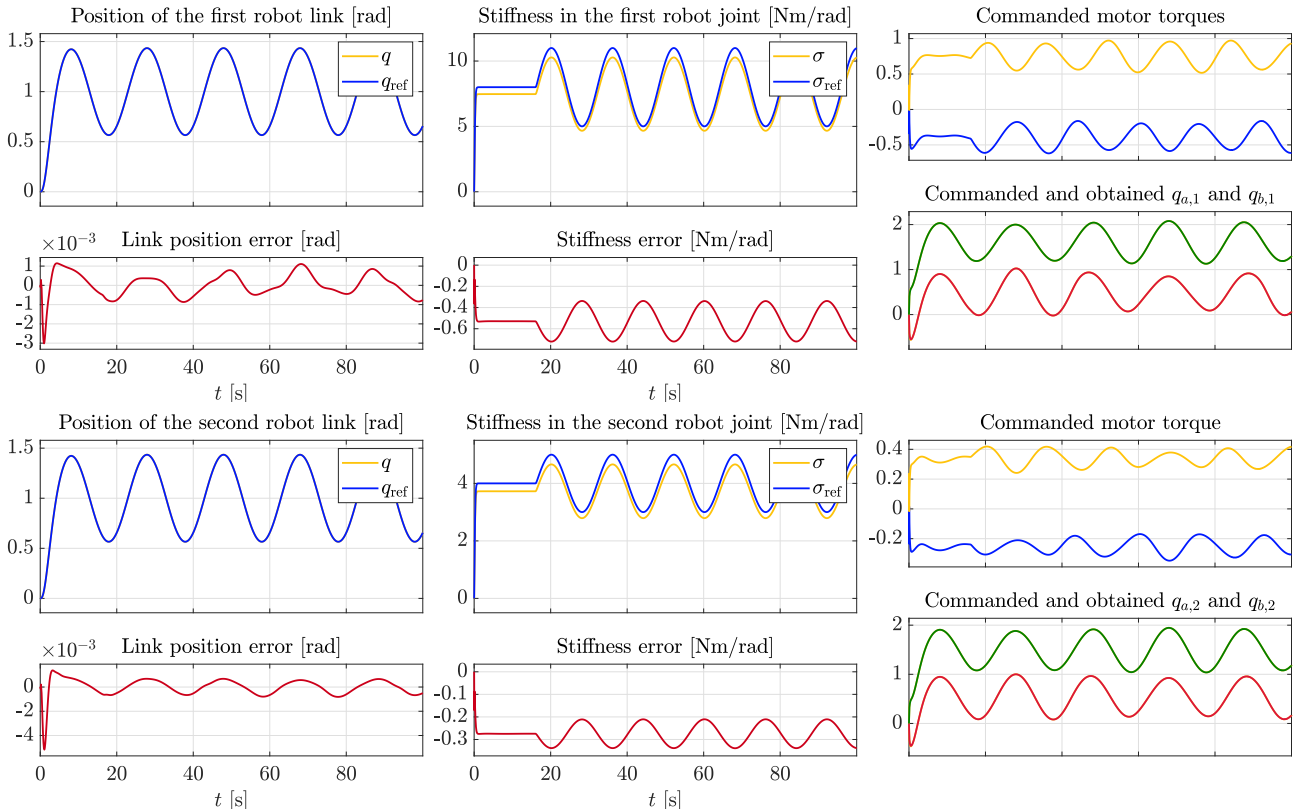 Position of the first robot link [rad]
1.5
1
0.5
0
q
q_ref
Link position error [rad]
×10⁻³
1
0
-1
-2
-3
0
20
40
60
80
t [s]
Stiffness in the first robot joint [Nm/rad]
10
5
0
σ
σ_ref
Stiffness error [Nm/rad]
0
-0.2
-0.4
-0.6
0
20
40
60
80
t [s]
Commanded motor torques
1
0.5
0
-0.5
Commanded and obtained q_a,1 and q_b,1
2
1
0
Position of the second robot link [rad]
1.5
1
0.5
0
q
q_ref
Link position error [rad]
×10⁻³
0
-2
-4
0
20
40
60
80
t [s]
Stiffness in the second robot joint [Nm/rad]
4
2
0
σ
σ_ref
Stiffness error [Nm/rad]
0
-0.1
-0.2
-0.3
0
20
40
60
80
t [s]
Commanded motor torque
0.4
0.2
0
-0.2
Commanded and obtained q_a,2 and q_b,2
2
1
0